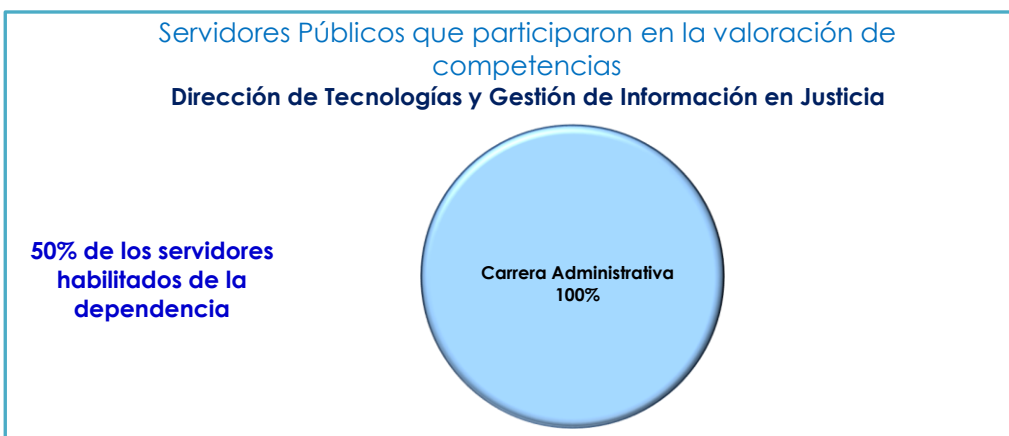 Servidores Públicos que participaron en la valoración de
competencias
Dirección de Tecnologías y Gestión de Información en Justicia
50% de los servidores
habilitados de la
dependencia
Carrera Administrativa
100%